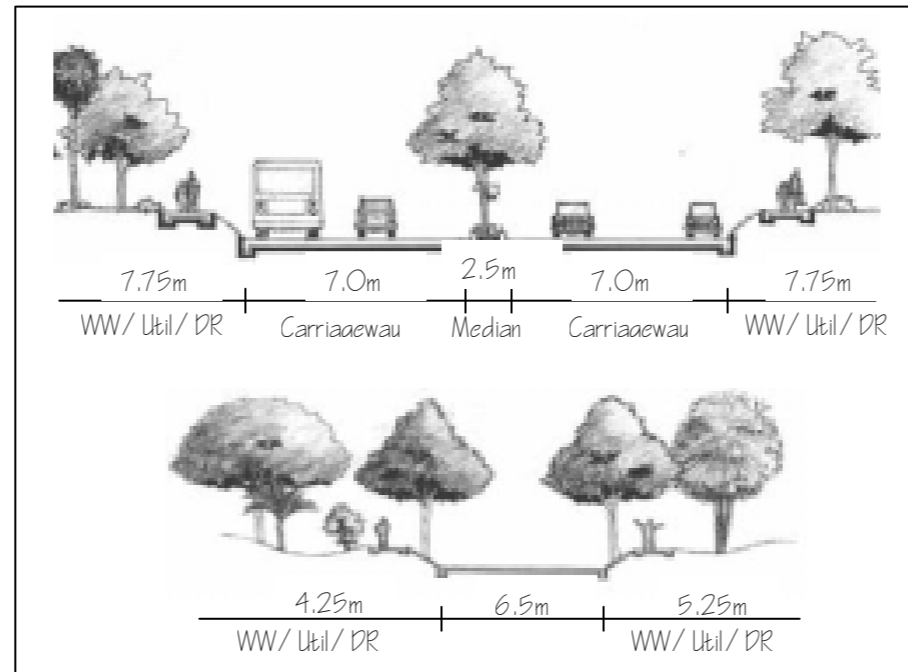 7.75m 7.0m 2.5m 7.0m 7.75m
WW/ Util/ DR Carriagewau Median Carriagewau WW/ Util/ DR
4.25m 6.5m 5.25m
WW/ Util/ DR WW/ Util/ DR